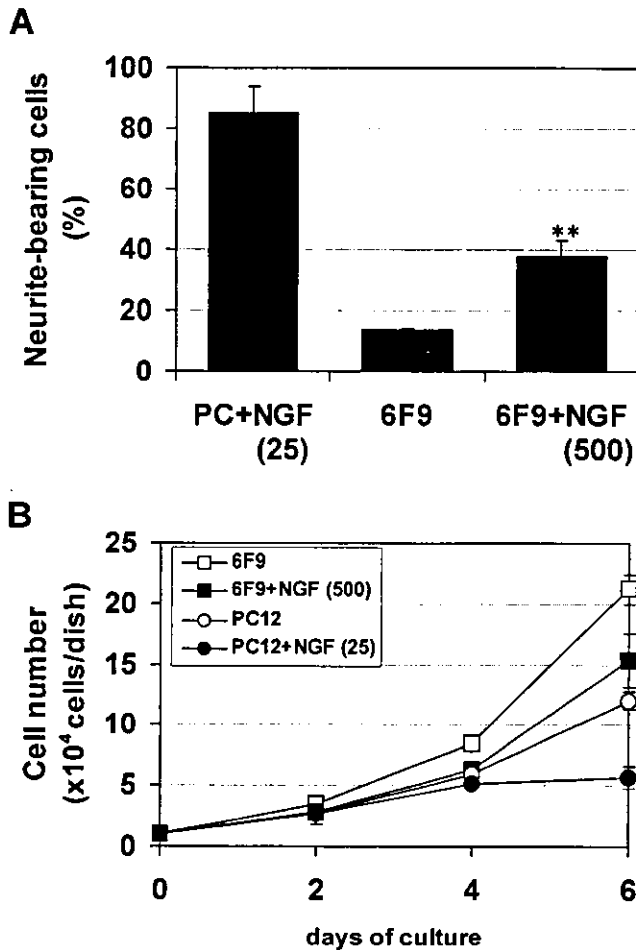 A
Neurite-bearing cells
(%)
100
80
60
40
20
0
**
PC+NGF
(25)
6F9
6F9+NGF
(500)
B
Cell number
(x10⁴ cells/dish)
25
20
15
10
5
0
6F9
6F9+NGF (500)
PC12
PC12+NGF (25)
0
2
4
6
days of culture